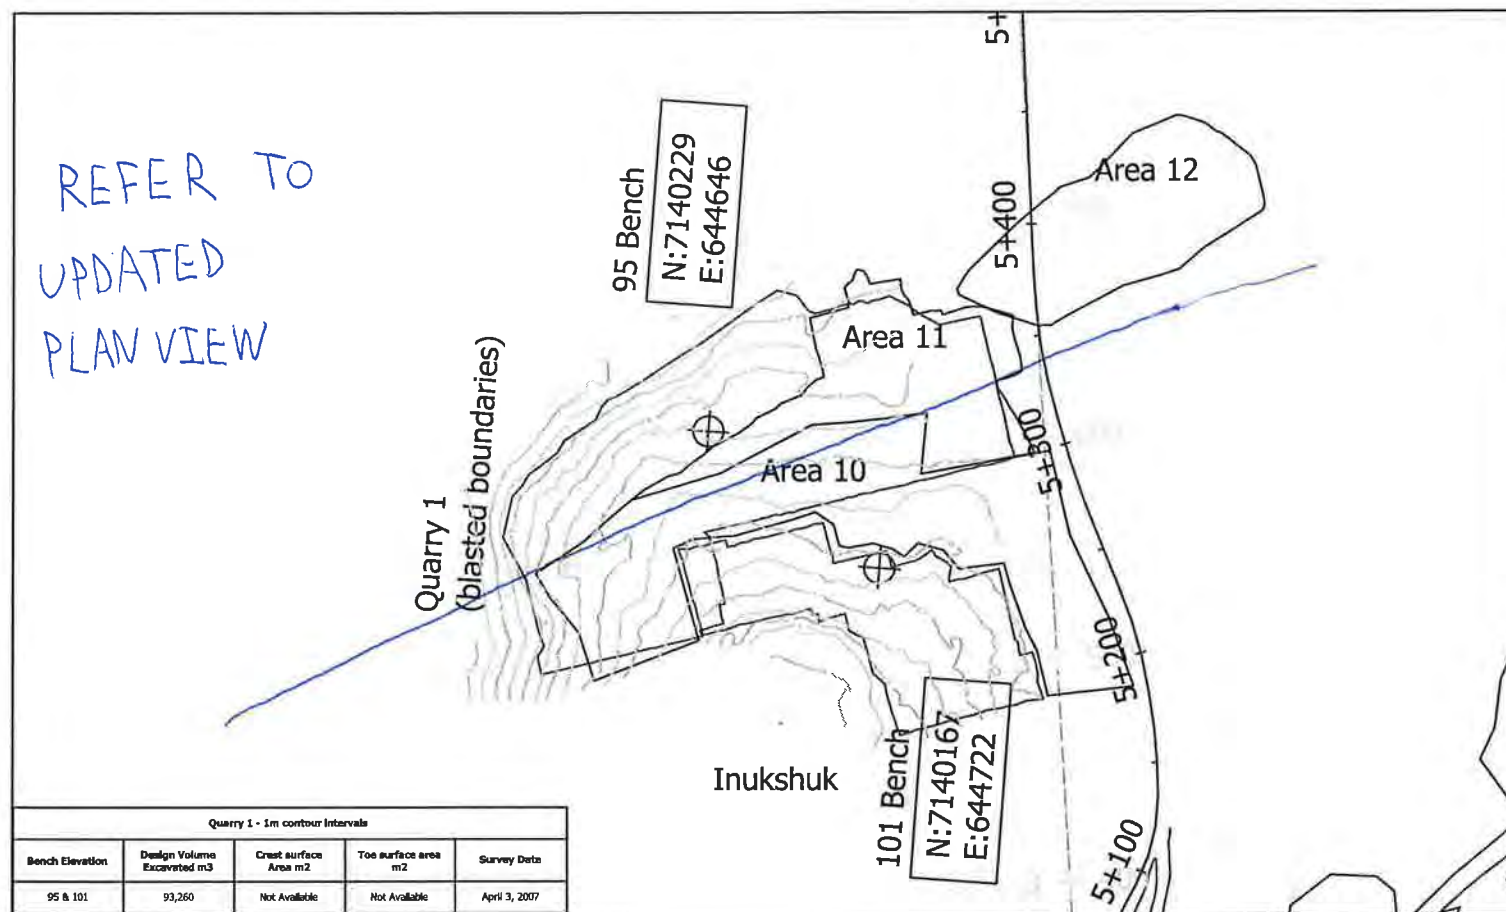 REFER TO
UPDATED
PLAN VIEW
5+
Area 12
5+400
95 Bench
N:7140229
E:644646
Area 11
Quarry 1
(blasted boundaries)
Area 10
5+300
5+200
Inukshuk
101 Bench
N:7140167
E:644722
5+100
Quarry 1 - 1m contour intervals
Bench Elevation
Design Volume
Excavated m3
Crest surface
Area m2
Toe surface area
m2
Survey Date
95 & 101
93,260
Not Available
Not Available
April 3, 2007